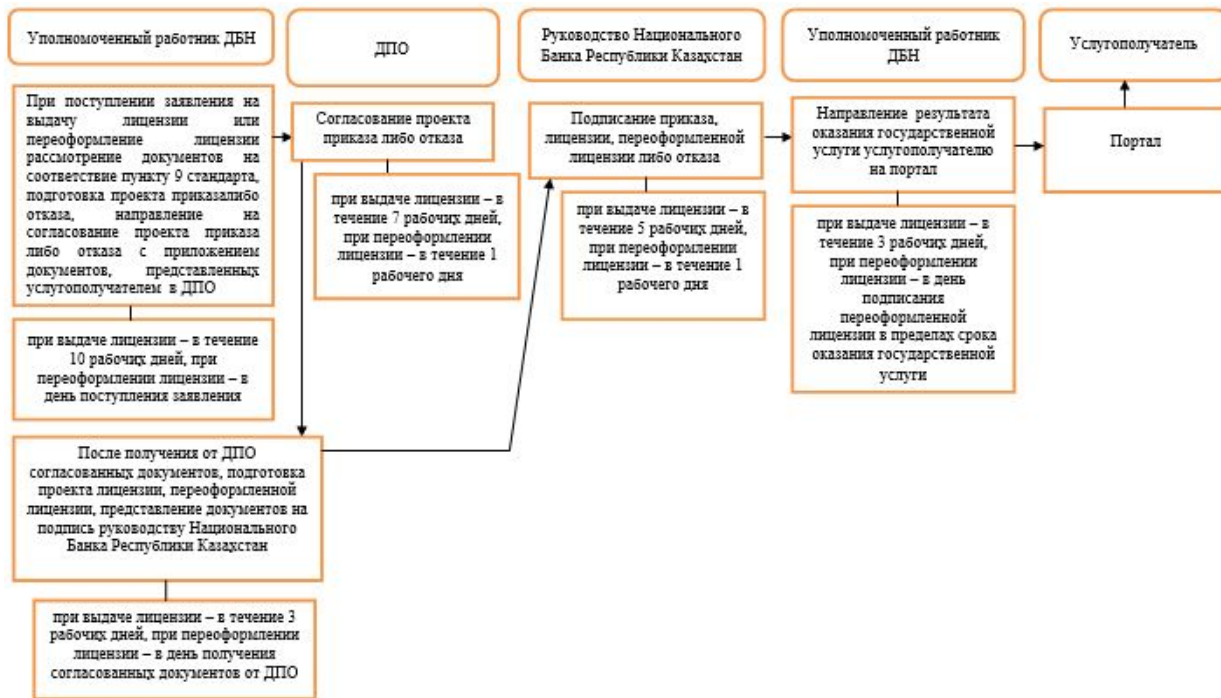 Уполномоченный работник ДБН
ДПО
Руководство Национального
Банка Республики Казахстан
Уполномоченный работник
ДБН
Услугополучатель
При поступлении заявления на
выдачу лицензии или
переоформление лицензии
рассмотрение документов на
соответствие пункту 9 стандарта,
подготовка проекта приказалибо
отказа, направление на
согласование проекта приказа
либо отказа с приложением
документов, представленных
услугополучателем в ДПО
Согласование проекта
приказа либо отказа
Подписание приказа,
лицензии, переоформленной
лицензии либо отказа
Направление результата
оказания государственной
услуги услугополучателю
на портал
Портал
при выдаче лицензии – в
течение 7 рабочих дней,
при переоформлении
лицензии – в течение 1
рабочего дня
при выдаче лицензии – в
течение 5 рабочих дней,
при переоформлении
лицензии – в течение 1
рабочего дня
при выдаче лицензии – в
течение 3 рабочих дней,
при переоформлении
лицензии – в день
подписания
переоформленной
лицензии в пределах срока
оказания государственной
услуги
при выдаче лицензии – в течение
10 рабочих дней, при
переоформлении лицензии – в
день поступления заявления
После получения от ДПО
согласованных документов, подготовка
проекта лицензии, переоформленной
лицензии, представление документов на
подпись руководству Национального
Банка Республики Казахстан
при выдаче лицензии – в течение 3
рабочих дней, при переоформлении
лицензии – в день получения
согласованных документов от ДПО